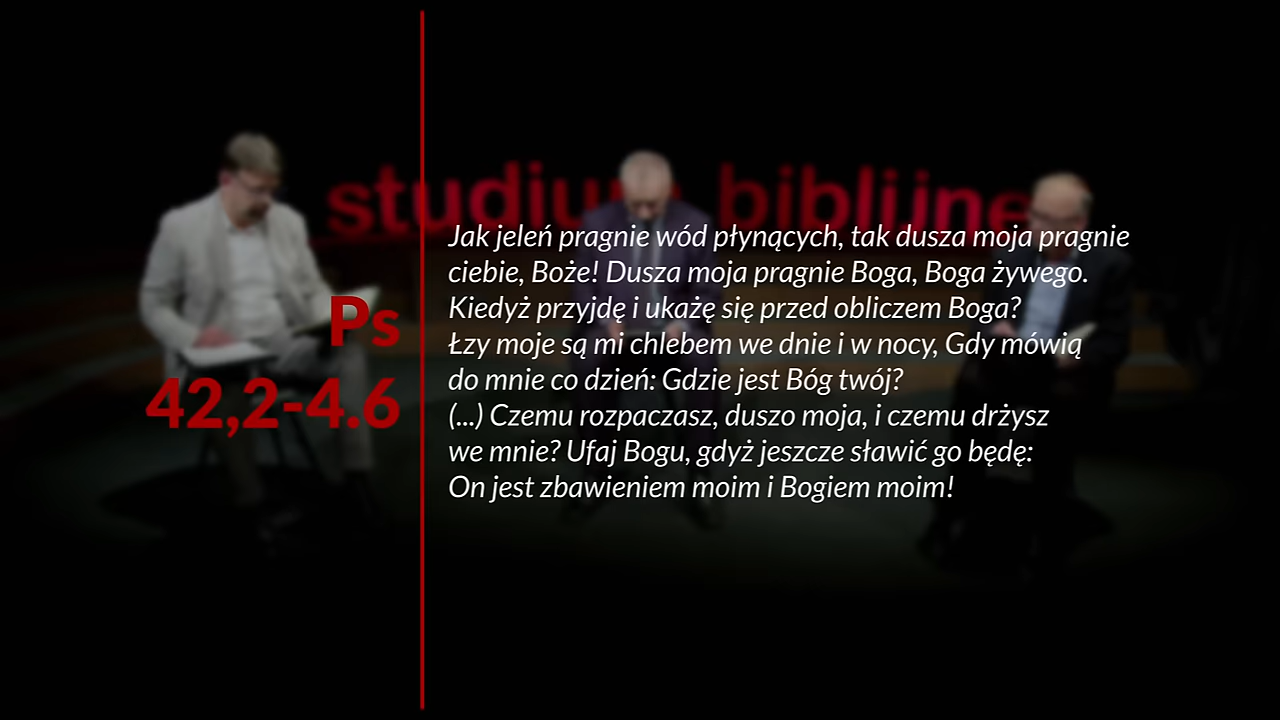 studium biblijne
Ps
42,2-4.6
Jak jeleń pragnie wód płynących, tak dusza moja pragnie
ciebie, Boże! Dusza moja pragnie Boga, Boga żywego.
Kiedyż przyjdę i ukażę się przed obliczem Boga?
Łzy moje są mi chlebem we dnie i w nocy, Gdy mówią
do mnie co dzień: Gdzie jest Bóg twój?
(...) Czemu rozpaczasz, duszo moja, i czemu drżysz
we mnie? Ufaj Bogu, gdyż jeszcze sławić go będę:
On jest zbawieniem moim i Bogiem moim!